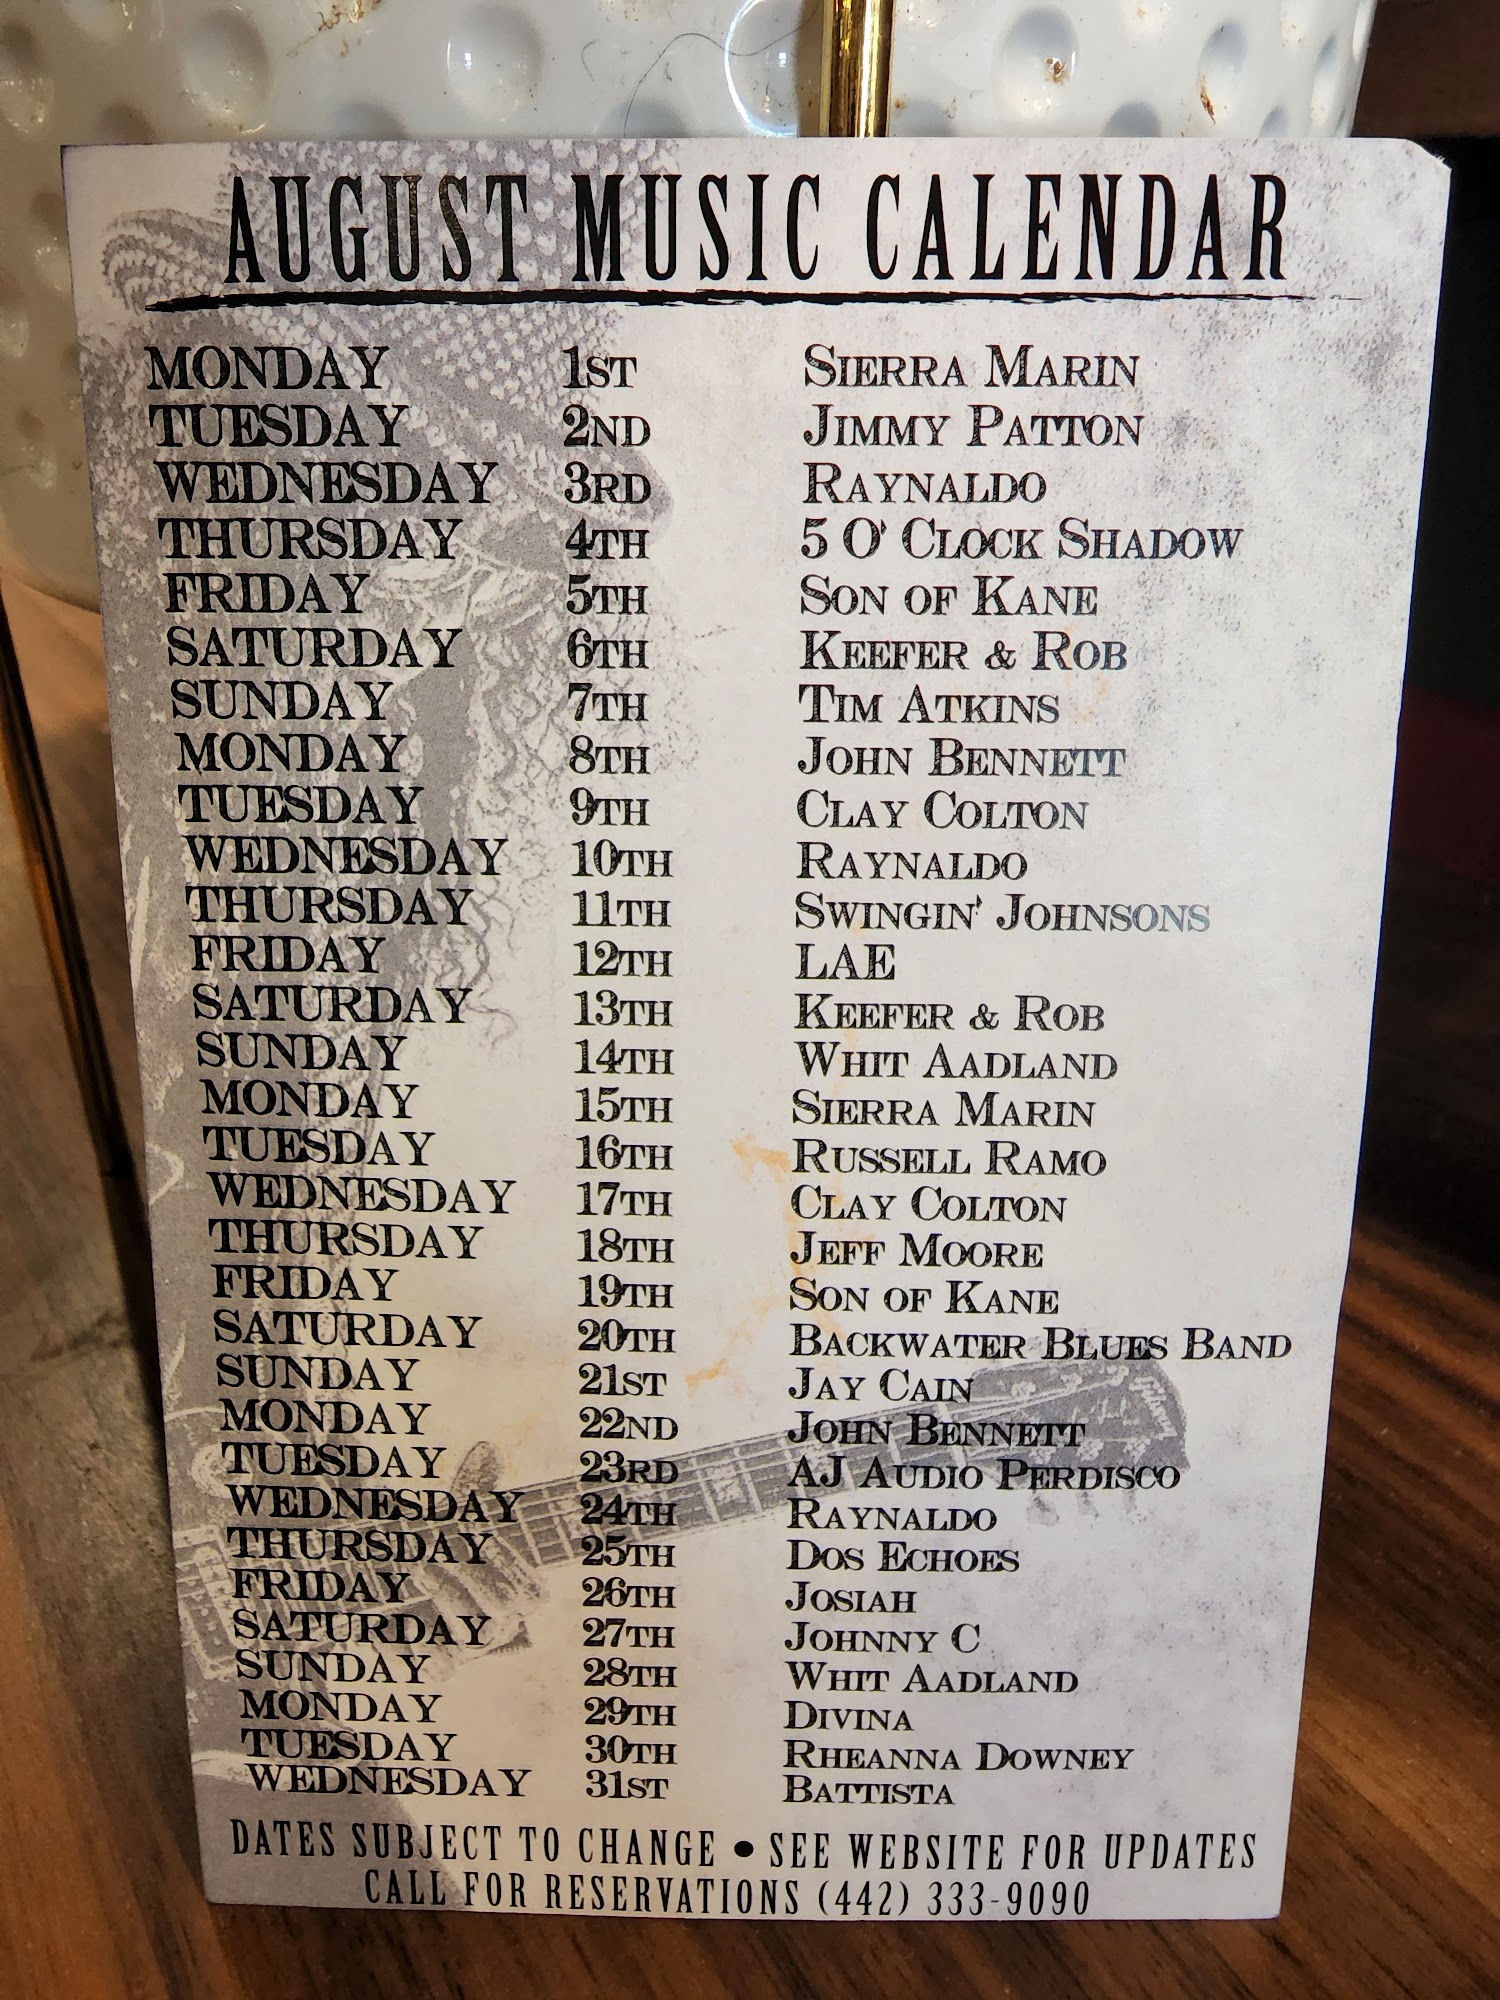 AUGUST MUSIC CALENDAR
MONDAY 1ST SIERRA MARIN
TUESDAY 2ND JIMMY PATTON
WEDNESDAY 3RD RAYNALDO
THURSDAY 4TH 5 O' CLOCK SHADOW
FRIDAY 5TH SON OF KANE
SATURDAY 6TH KEEFER & ROB
SUNDAY 7TH TIM ATKINS
MONDAY 8TH JOHN BENNETT
TUESDAY 9TH CLAY COLTON
WEDNESDAY 10TH RAYNALDO
THURSDAY 11TH SWINGIN' JOHNSONS
FRIDAY 12TH LAE
SATURDAY 13TH KEEFER & ROB
SUNDAY 14TH WHIT AADLAND
MONDAY 15TH SIERRA MARIN
TUESDAY 16TH RUSSELL RAMO
WEDNESDAY 17TH CLAY COLTON
THURSDAY 18TH JEFF MOORE
FRIDAY 19TH SON OF KANE
SATURDAY 20TH BACKWATER BLUES BAND
SUNDAY 21ST JAY CAIN
MONDAY 22ND JOHN BENNETT
TUESDAY 23RD AJ AUDIO PERDISCO
WEDNESDAY 24TH RAYNALDO
THURSDAY 25TH DOS ECHOES
FRIDAY 26TH JOSIAH
SATURDAY 27TH JOHNNY C
SUNDAY 28TH WHIT AADLAND
MONDAY 29TH DIVINA
TUESDAY 30TH RHEANNA DOWNEY
WEDNESDAY 31ST BATTISTA
DATES SUBJECT TO CHANGE • SEE WEBSITE FOR UPDATES
CALL FOR RESERVATIONS (442) 333-9090